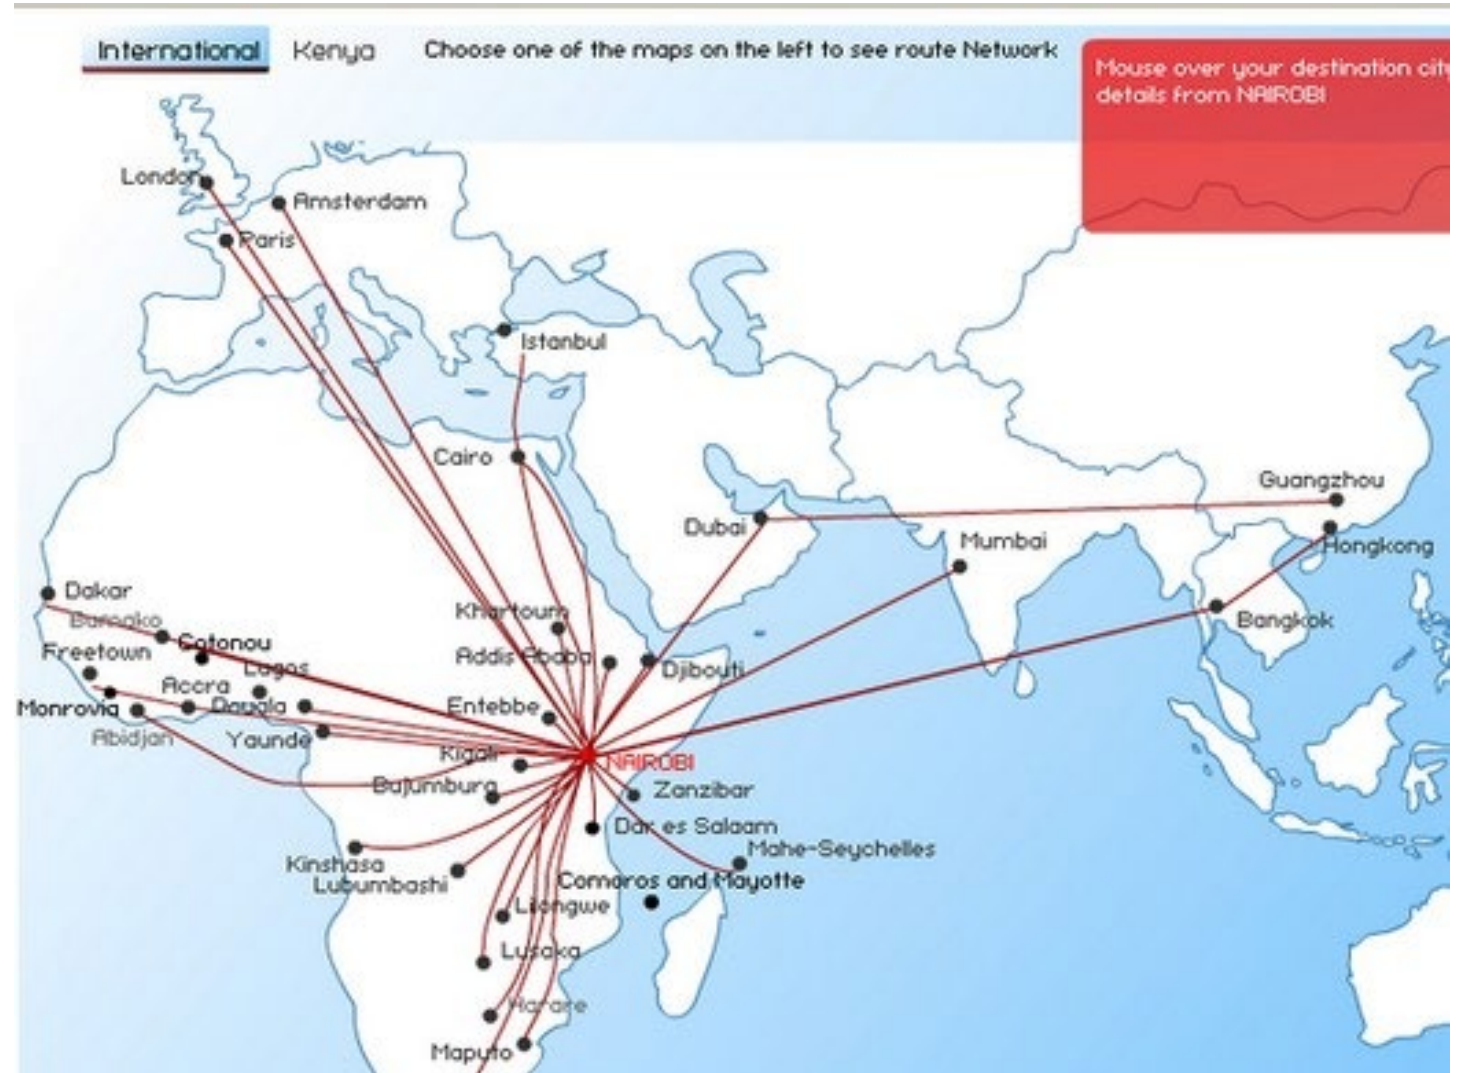 International
Kenya
Choose one of the maps on the left to see route Network
Mouse over your destination city
details from NAIROBI
London
Amsterdam
Paris
Istanbul
Cairo
Guangzhou
Dubai
Mumbai
Hongkong
Dakar
Bamako
Khartoum
Bangkok
Cotonou
Freetown
Lagos
Addis Ababa
Djibouti
Accra
Monrovia
Douala
Entebbe
Abidjan
Yaunde
Kigali
NAIROBI
Bajumbura
Zanzibar
Dar es Salaam
Mahe-Seychelles
Kinshasa
Lubumbashi
Comoros and Mayotte
Lilongwe
Lusaka
Harare
Maputo